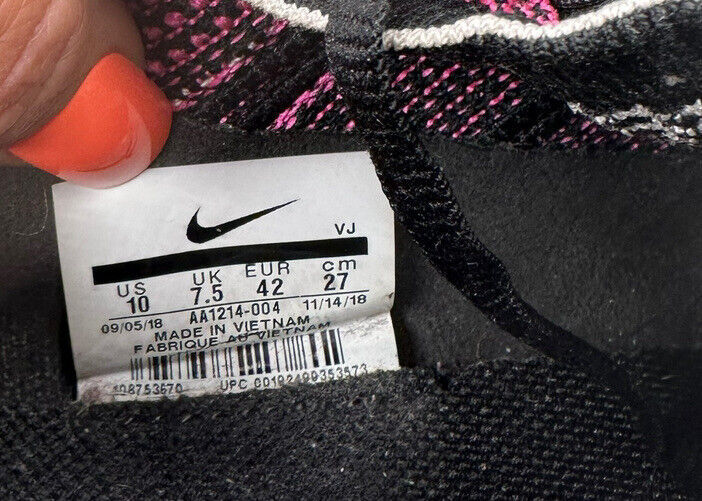 VJ
US UK EUR cm
10 7.5 42 27
09/05/18 AA1214-004 11/14/18
MADE IN VIETNAM
FABRIQUE AU VIETNAM
UPC 00192499353573